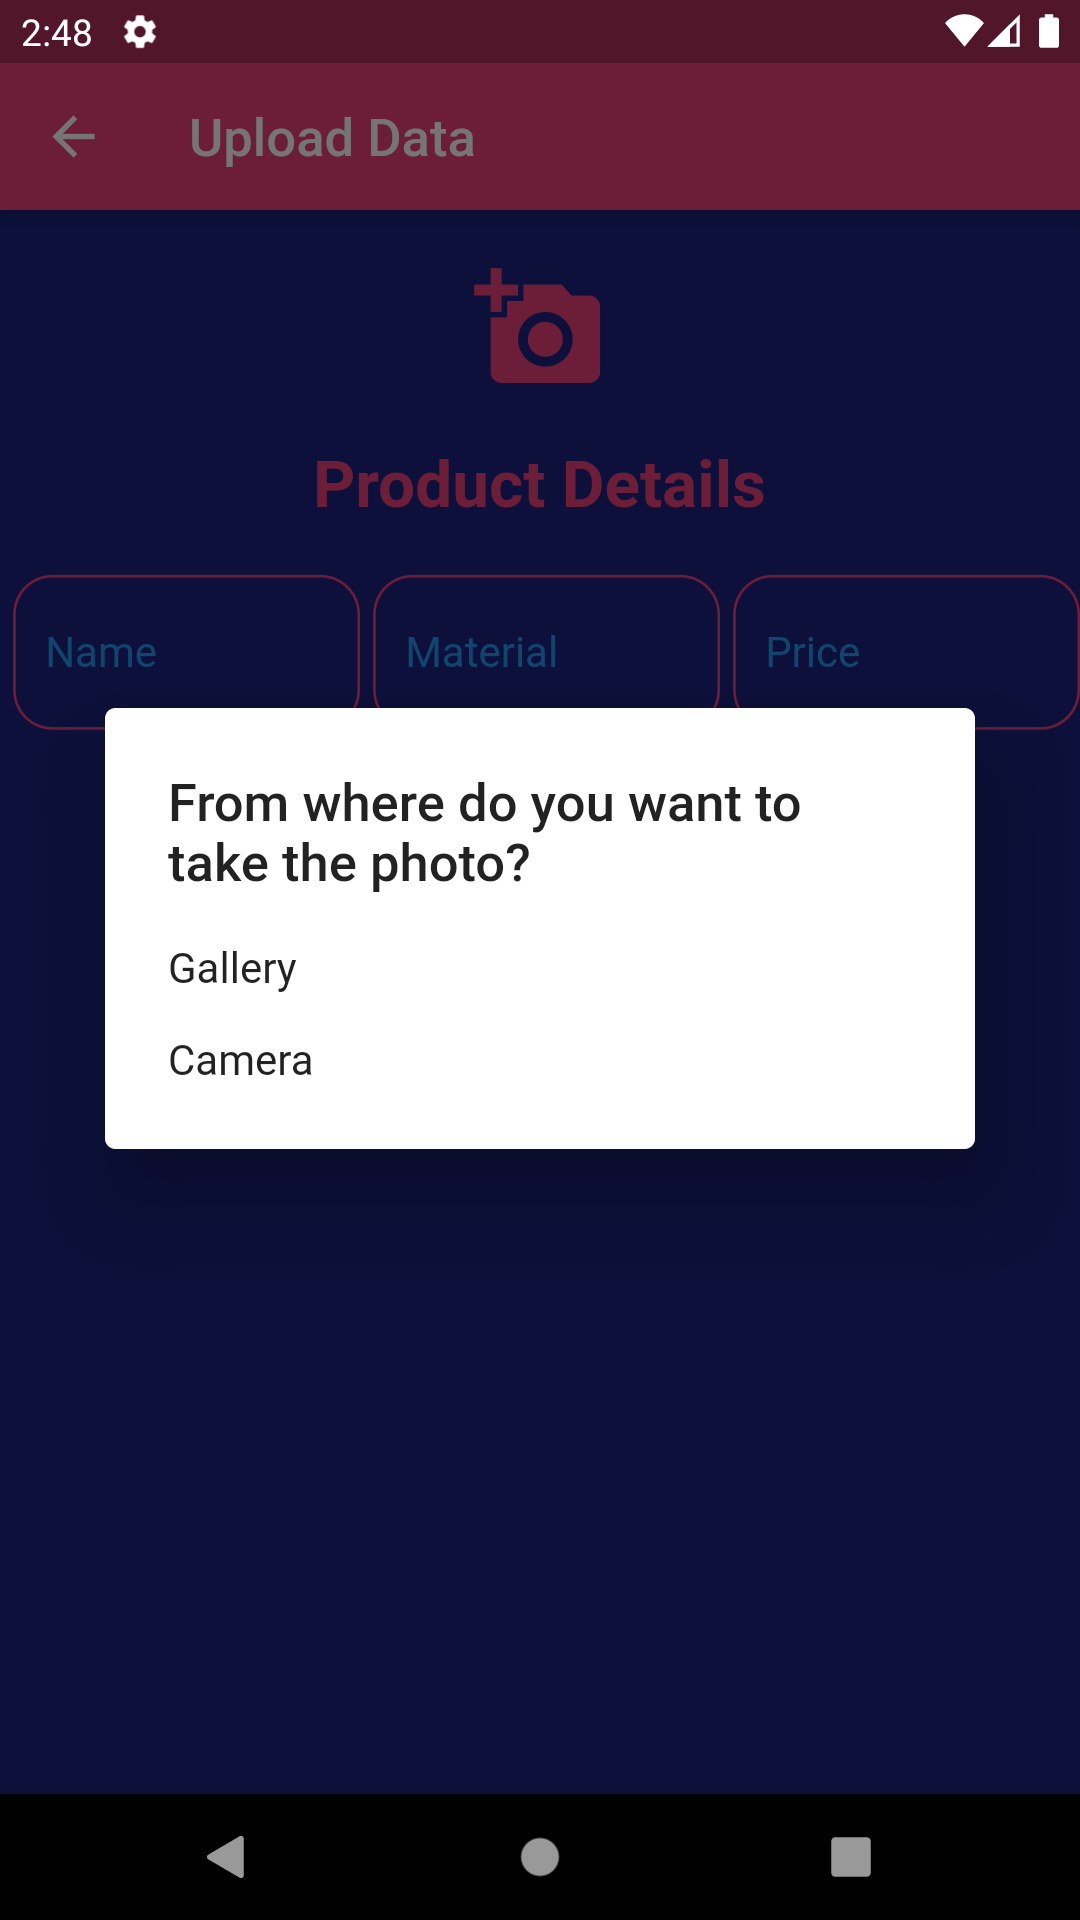 2:48
Upload Data
Product Details
Name
Material
Price
From where do you want to
take the photo?
Gallery
Camera